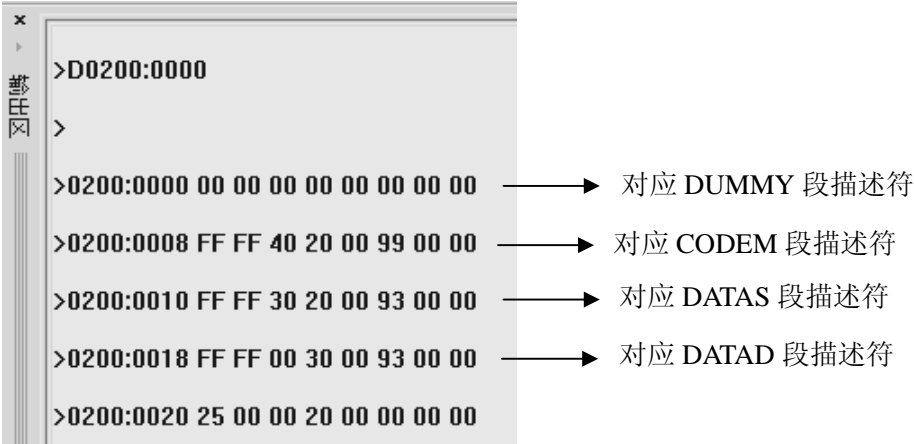 输出区
>D0200:0000
>
>0200:0000 00 00 00 00 00 00 00 00
对应 DUMMY 段描述符
>0200:0008 FF FF 40 20 00 99 00 00
对应 CODEM 段描述符
>0200:0010 FF FF 30 20 00 93 00 00
对应 DATAS 段描述符
>0200:0018 FF FF 00 30 00 93 00 00
对应 DATAD 段描述符
>0200:0020 25 00 00 20 00 00 00 00